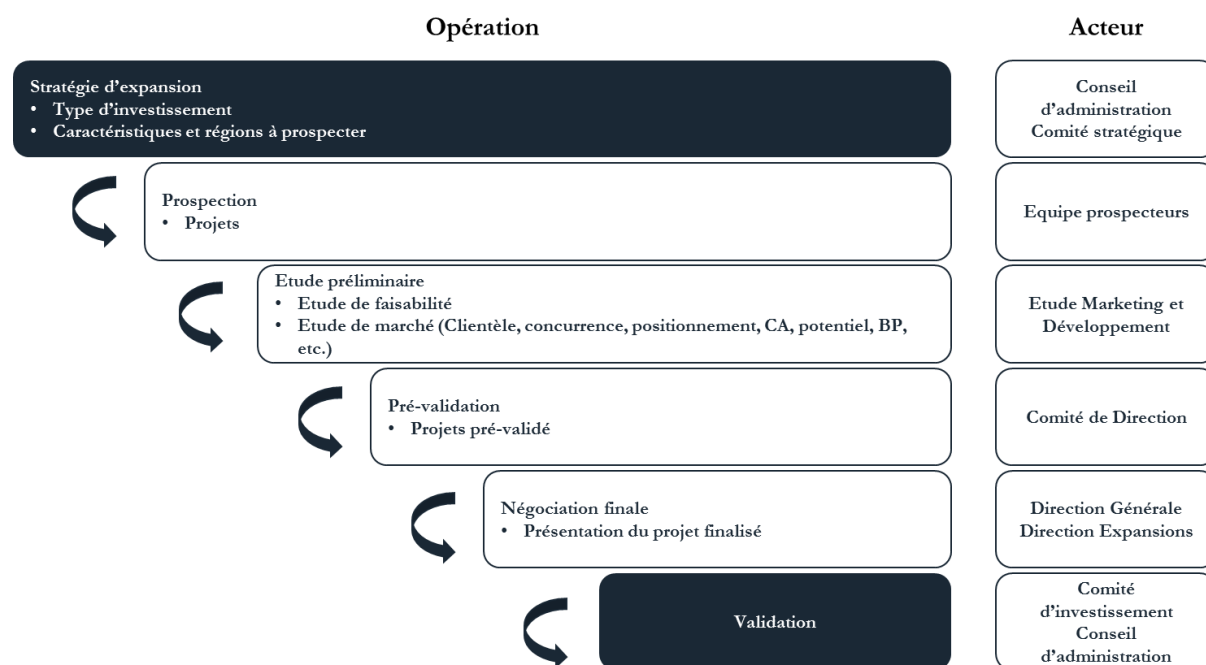 Opération
Acteur
Stratégie d’expansion
• Type d’investissement
• Caractéristiques et régions à prospecter
Conseil
d’administration
Comité stratégique
Prospection
• Projets
Equipe prospecteurs
Etude préliminaire
• Etude de faisabilité
• Etude de marché (Clientèle, concurrence, positionnement, CA, potentiel, BP,
etc.)
Etude Marketing et
Développement
Pré-validation
• Projets pré-validé
Comité de Direction
Négociation finale
• Présentation du projet finalisé
Direction Générale
Direction Expansions
Validation
Comité
d’investissement
Conseil
d’administration